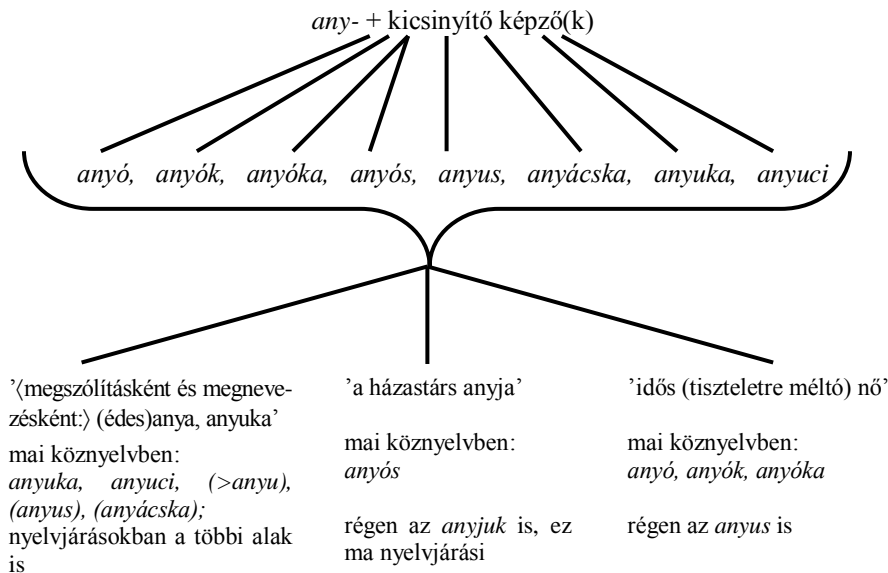 any- + kicsinyítő képző(k)
anyó, anyók, anyóka, anyós, anyus, anyácska, anyuka, anyuci
’〈megszólításként és megneve-
zésként:〉 (édes)anya, anyuka’
mai köznyelvben:
anyuka, anyuci, (>anyu),
(anyus), (anyácska);
nyelvjárásokban a többi alak
is
’a házastárs anyja’
mai köznyelvben:
anyós
régen az anyjuk is, ez
ma nyelvjárási
’idős (tiszteletre méltó) nő’
mai köznyelvben:
anyó, anyók, anyóka
régen az anyus is